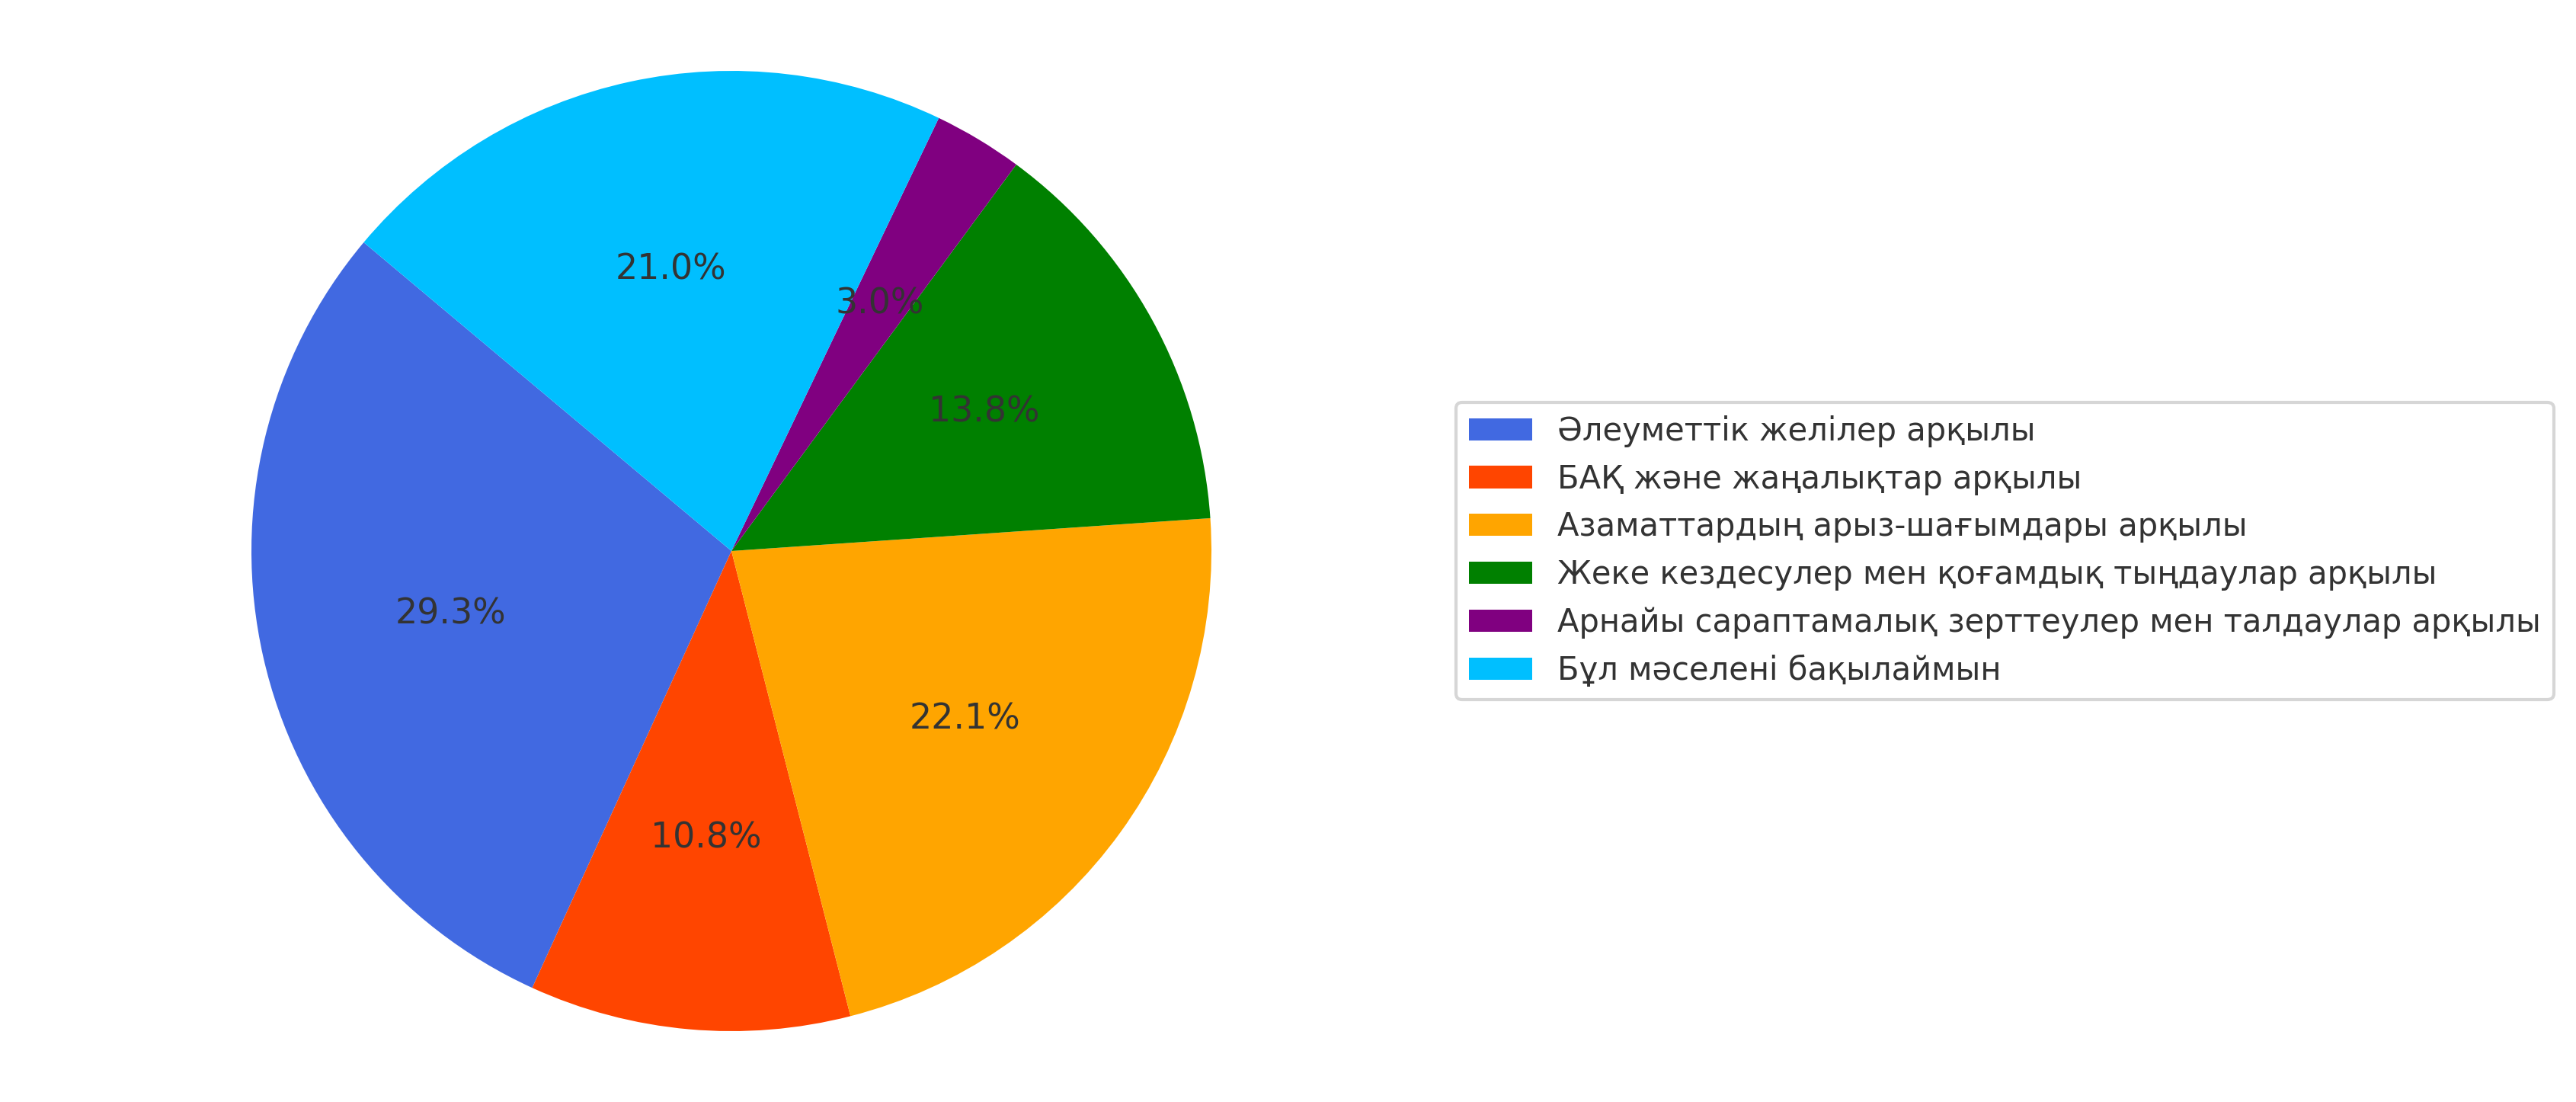 21.0%
3.0%
13.8%
29.3%
22.1%
10.8%
Әлеуметтік желілер арқылы
БАҚ және жаңалықтар арқылы
Азаматтардың арыз-шағымдары арқылы
Жеке кездесулер мен қоғамдық тыңдаулар арқылы
Арнайы сараптамалық зерттеулер мен талдаулар арқылы
Бұл мәселені бақылаймын